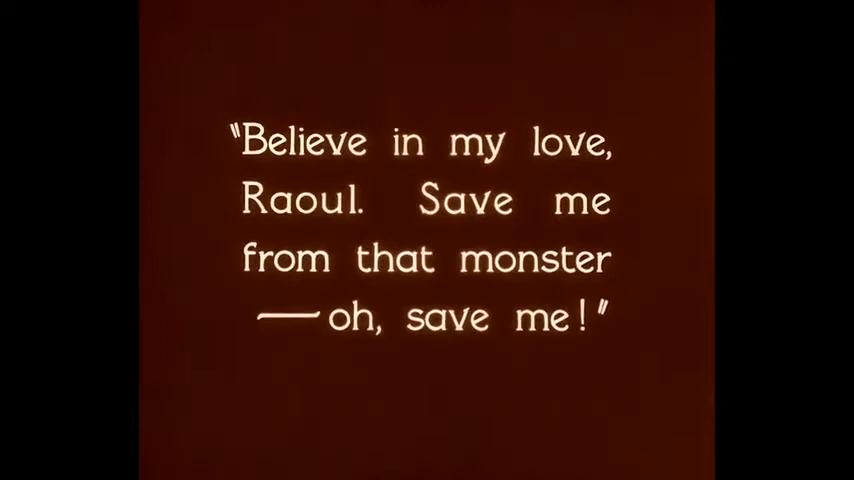 "Believe in my love,
Raoul. Save me
from that monster
—oh, save me!"